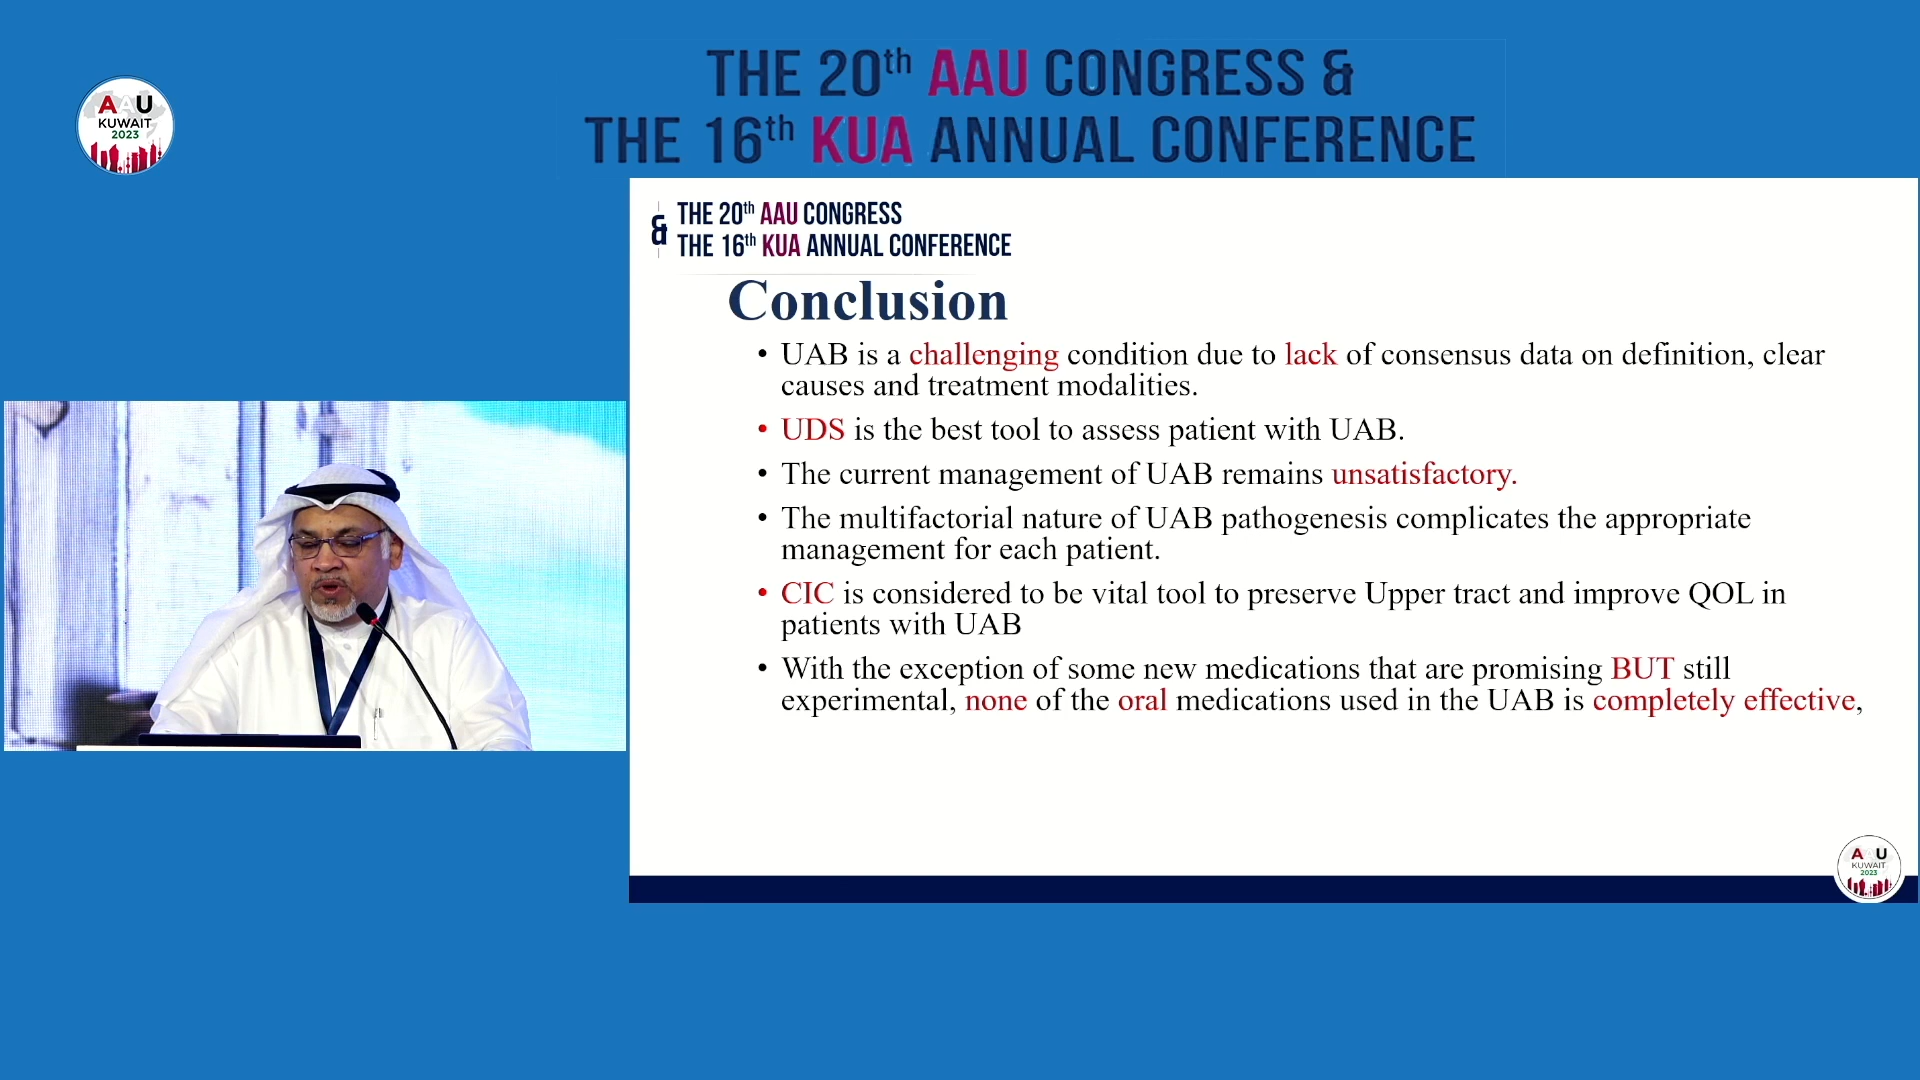 THE 20th AAU CONGRESS &
THE 16th KUA ANNUAL CONFERENCE
AAU
KUWAIT
2023
&
THE 20th AAU CONGRESS
THE 16th KUA ANNUAL CONFERENCE
Conclusion
• UAB is a challenging condition due to lack of consensus data on definition, clear
causes and treatment modalities.
• UDS is the best tool to assess patient with UAB.
• The current management of UAB remains unsatisfactory.
• The multifactorial nature of UAB pathogenesis complicates the appropriate
management for each patient.
• CIC is considered to be vital tool to preserve Upper tract and improve QOL in
patients with UAB
• With the exception of some new medications that are promising BUT still
experimental, none of the oral medications used in the UAB is completely effective,
AAU
KUWAIT
2023